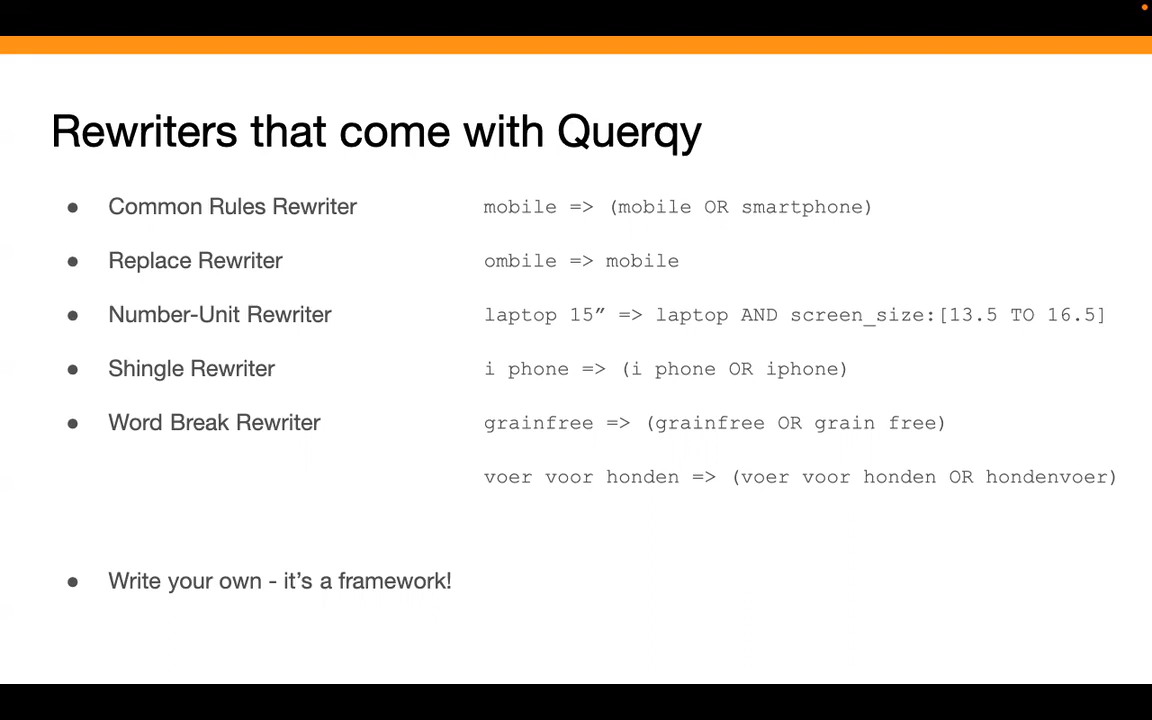 Rewriters that come with Querqy
● Common Rules Rewriter mobile => (mobile OR smartphone)
● Replace Rewriter ombile => mobile
● Number-Unit Rewriter laptop 15” => laptop AND screen_size:[13.5 TO 16.5]
● Shingle Rewriter i phone => (i phone OR iphone)
● Word Break Rewriter grainfree => (grainfree OR grain free)
voer voor honden => (voer voor honden OR hondenvoer)
● Write your own - it’s a framework!